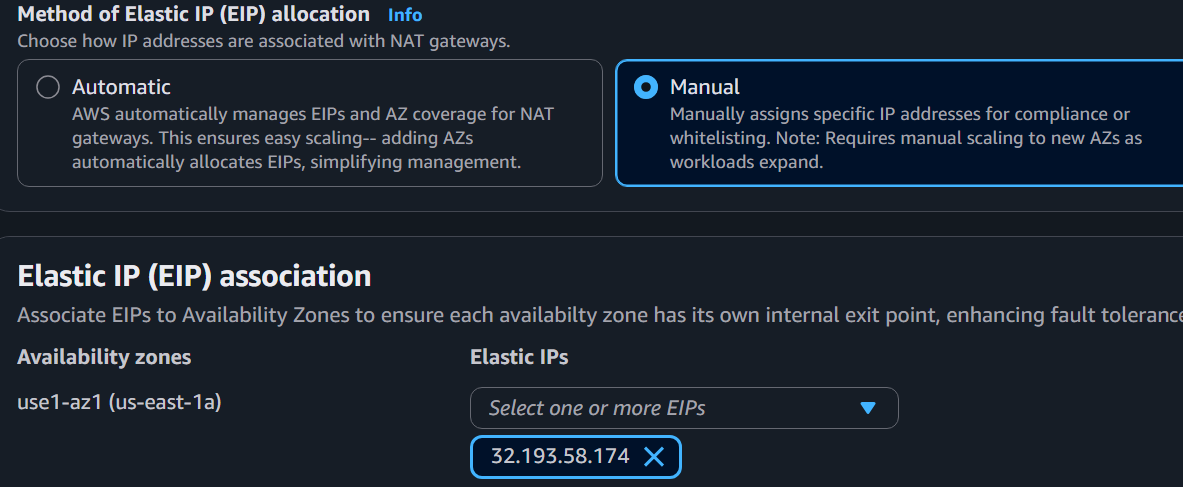 Method of Elastic IP (EIP) allocation Info
Choose how IP addresses are associated with NAT gateways.
Automatic
AWS automatically manages EIPs and AZ coverage for NAT
gateways. This ensures easy scaling-- adding AZs
automatically allocates EIPs, simplifying management.
Manual
Manually assigns specific IP addresses for compliance or
whitelisting. Note: Requires manual scaling to new AZs as
workloads expand.
Elastic IP (EIP) association
Associate EIPs to Availability Zones to ensure each availabilty zone has its own internal exit point, enhancing fault tolerance
Availability zones
Elastic IPs
use1-az1 (us-east-1a)
Select one or more EIPs
32.193.58.174